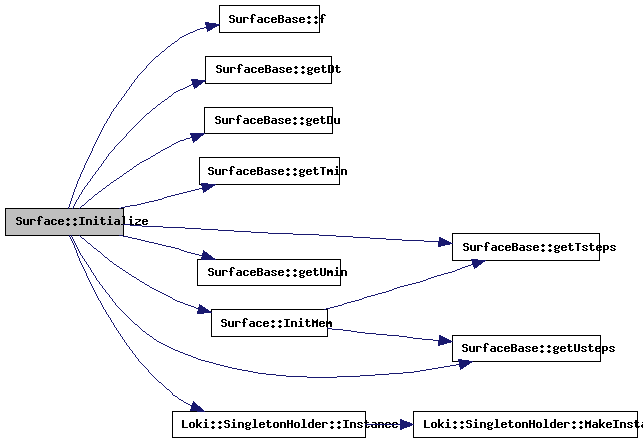 SurfaceBase::f
SurfaceBase::getDt
SurfaceBase::getDu
SurfaceBase::getTmin
Surface::Initialize
SurfaceBase::getTsteps
SurfaceBase::getUmin
Surface::InitMem
SurfaceBase::getUsteps
Loki::SingletonHolder::Instance
Loki::SingletonHolder::MakeInsta